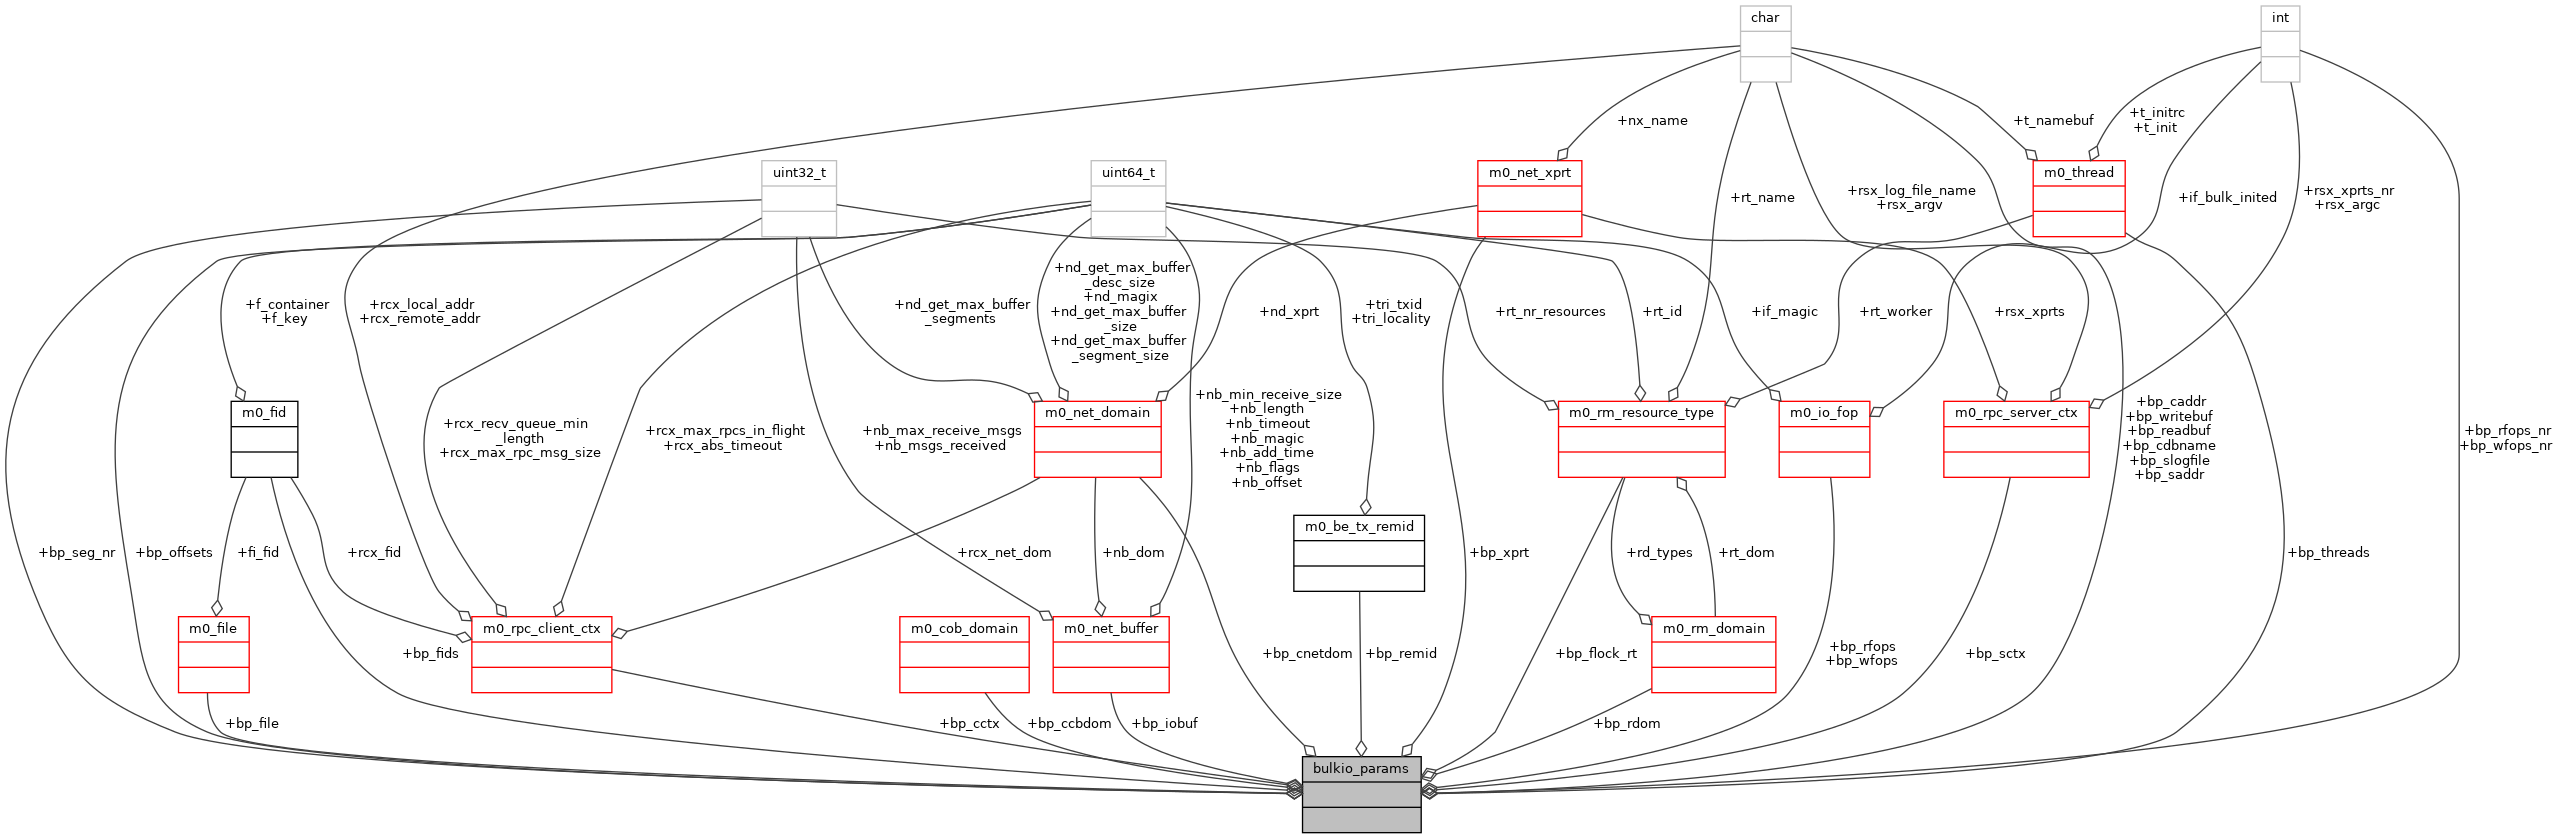 char
int
+nx_name
+t_namebuf
+t_initrc
+t_init
uint32_t
uint64_t
m0_net_xprt
m0_thread
+rt_name
+rsx_log_file_name
+rsx_argv
+if_bulk_inited
+rsx_xprts_nr
+rsx_argc
+f_container
+f_key
+rcx_local_addr
+rcx_remote_addr
+nd_get_max_buffer
_segments
+nd_get_max_buffer
_desc_size
+nd_magix
+nd_get_max_buffer
_size
+nd_get_max_buffer
_segment_size
+nd_xprt
+tri_txid
+tri_locality
+rt_nr_resources
+rt_id
+if_magic
+rt_worker
+rsx_xprts
m0_fid
+rcx_recv_queue_min
_length
+rcx_max_rpc_msg_size
+rcx_max_rpcs_in_flight
+rcx_abs_timeout
+nb_max_receive_msgs
+nb_msgs_received
m0_net_domain
+nb_min_receive_size
+nb_length
+nb_timeout
+nb_magic
+nb_add_time
+nb_flags
+nb_offset
m0_rm_resource_type
m0_io_fop
m0_rpc_server_ctx
+bp_caddr
+bp_writebuf
+bp_readbuf
+bp_cdbname
+bp_slogfile
+bp_saddr
+bp_rfops_nr
+bp_wfops_nr
m0_be_tx_remid
+bp_seg_nr
+bp_offsets
+fi_fid
+rcx_fid
+rcx_net_dom
+nb_dom
+bp_xprt
+rd_types
+rt_dom
+bp_threads
m0_file
+bp_fids
m0_rpc_client_ctx
m0_cob_domain
m0_net_buffer
+bp_cnetdom
+bp_remid
+bp_flock_rt
m0_rm_domain
+bp_rfops
+bp_wfops
+bp_sctx
+bp_file
+bp_cctx
+bp_ccbdom
+bp_iobuf
+bp_rdom
bulkio_params